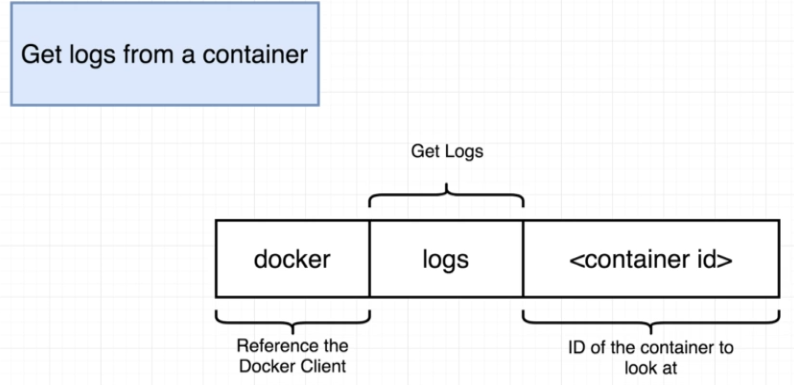 Get logs from a container
Get Logs
docker logs <container id>
Reference the
Docker Client
ID of the container to
look at